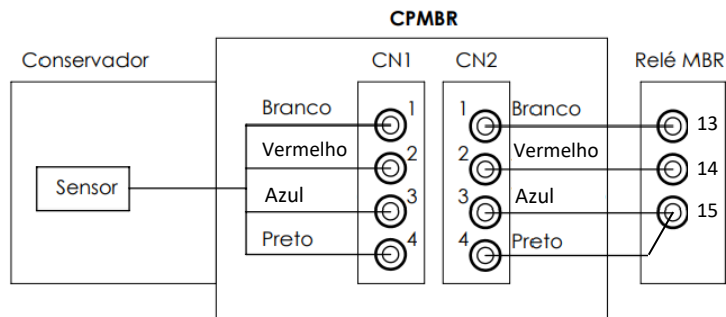 CPMBR
Conservador
CN1
CN2
Relé MBR
Branco
1
1
Branco
13
Vermelho
2
2
Vermelho
14
Sensor
Azul
3
3
Azul
15
Preto
4
4
Preto